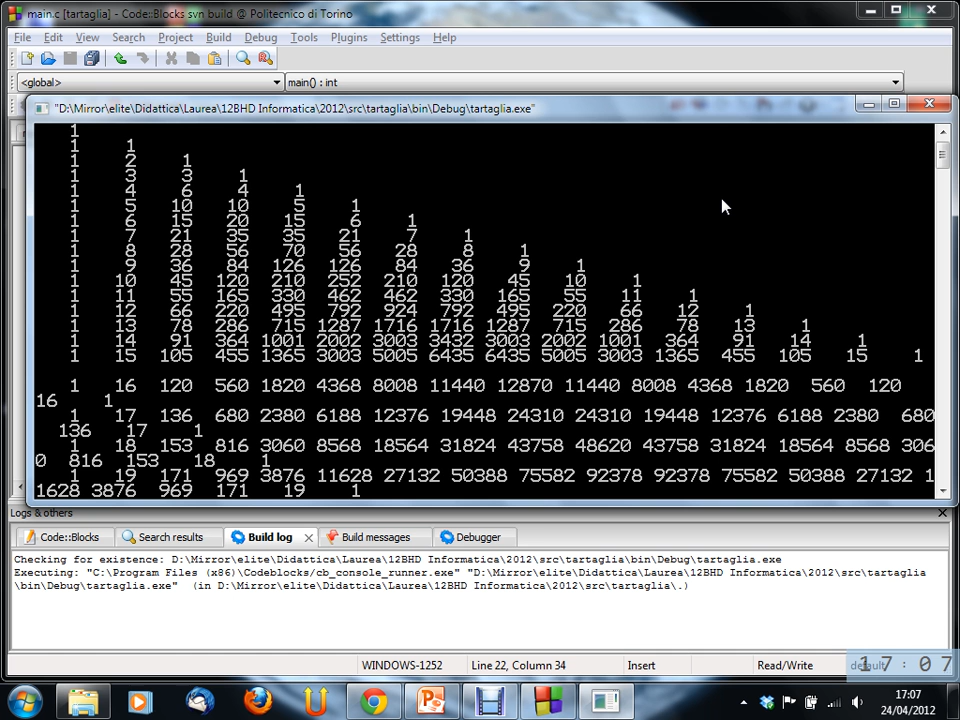 main.c [tartaglia] - Code::Blocks svn build @ Politecnico di Torino
File Edit View Search Project Build Debug Tools Plugins Settings Help
<global> main() : int
"D:\Mirror\elite\Didattica\Laurea\12BHD Informatica\2012\src\tartaglia\bin\Debug\tartaglia.exe"
1
1 1
1 2 1
1 3 3 1
1 4 6 4 1
1 5 10 10 5 1
1 6 15 20 15 6 1
1 7 21 35 35 21 7 1
1 8 28 56 70 56 28 8 1
1 9 36 84 126 126 84 36 9 1
1 10 45 120 210 252 210 120 45 10 1
1 11 55 165 330 462 462 330 165 55 11 1
1 12 66 220 495 792 924 792 495 220 66 12 1
1 13 78 286 715 1287 1716 1716 1287 715 286 78 13 1
1 14 91 364 1001 2002 3003 3432 3003 2002 1001 364 91 14 1
1 15 105 455 1365 3003 5005 6435 6435 5005 3003 1365 455 105 15 1
1 16 120 560 1820 4368 8008 11440 12870 11440 8008 4368 1820 560 120
16 1
1 17 136 680 2380 6188 12376 19448 24310 24310 19448 12376 6188 2380 680
136 17 1
1 18 153 816 3060 8568 18564 31824 43758 48620 43758 31824 18564 8568 306
0 816 153 18 1
1 19 171 969 3876 11628 27132 50388 75582 92378 92378 75582 50388 27132 1
1628 3876 969 171 19 1
Logs & others
Code::Blocks Search results Build log Build messages Debugger
Checking for existence: D:\Mirror\elite\Didattica\Laurea\12BHD Informatica\2012\src\tartaglia\bin\Debug\tartaglia.exe
Executing: "C:\Program Files (x86)\Codeblocks/cb_console_runner.exe" "D:\Mirror\elite\Didattica\Laurea\12BHD Informatica\2012\src\tartaglia
\bin\Debug\tartaglia.exe" (in D:\Mirror\elite\Didattica\Laurea\12BHD Informatica\2012\src\tartaglia\.)
WINDOWS-1252 Line 22, Column 34 Insert Read/Write default
17:07
17:07
24/04/2012